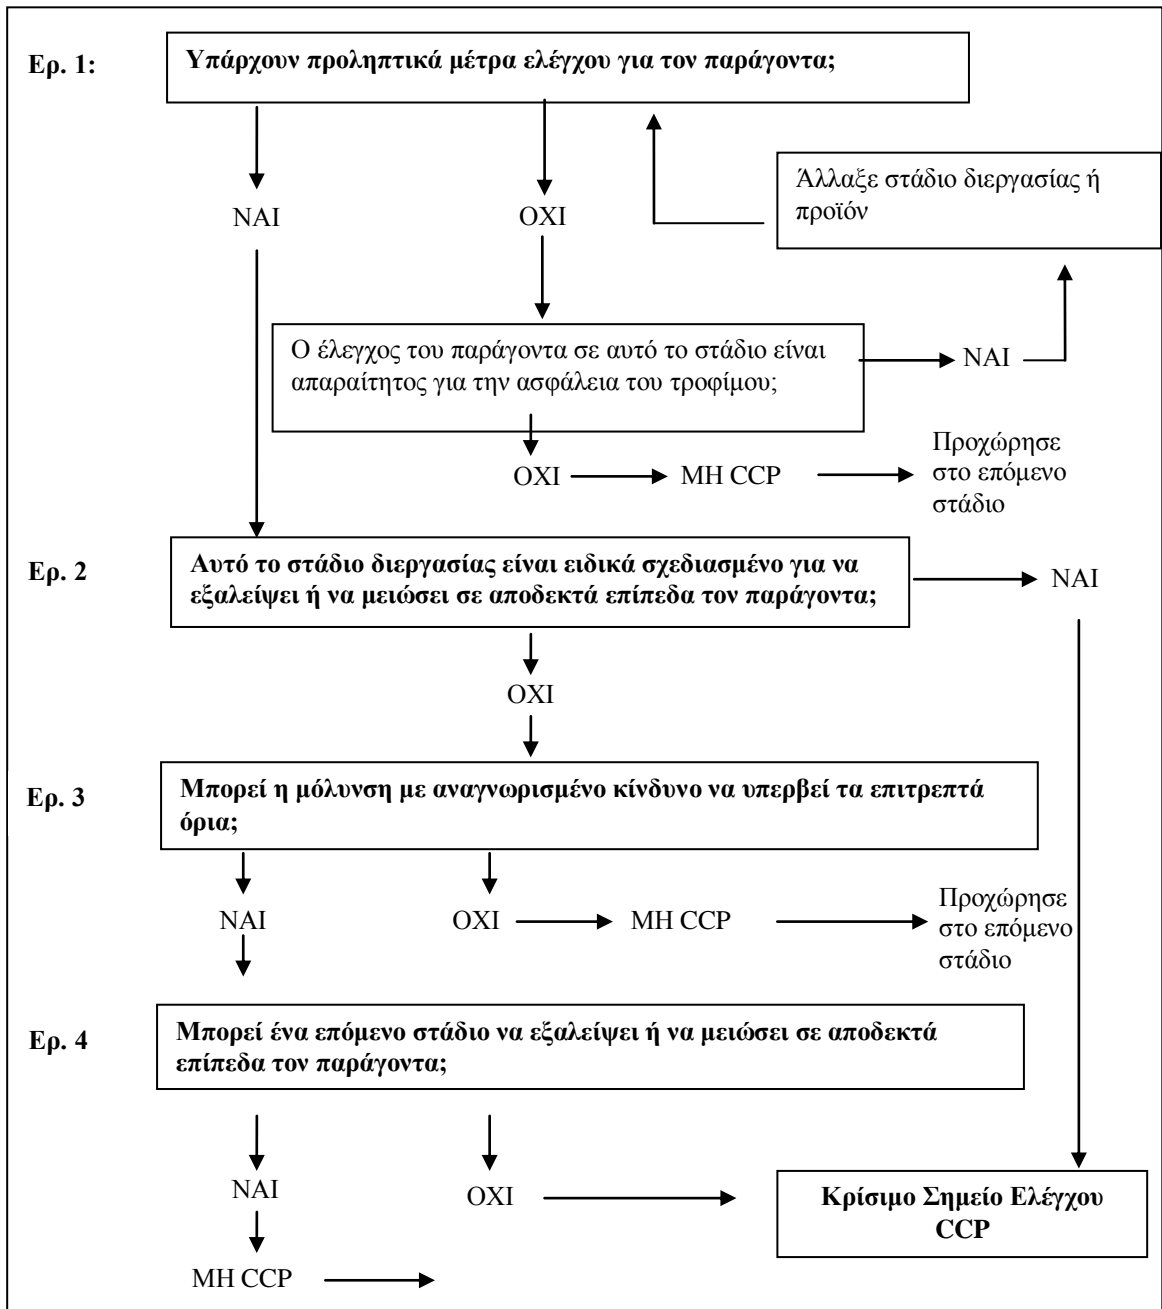 Ερ. 1:
Υπάρχουν προληπτικά μέτρα ελέγχου για τον παράγοντα;
Άλλαξε στάδιο διεργασίας ή
προϊόν
ΝΑΙ
ΟΧΙ
Ο έλεγχος του παράγοντα σε αυτό το στάδιο είναι
απαραίτητος για την ασφάλεια του τροφίμου;
ΝΑΙ
ΟΧΙ
ΜΗ CCP
Προχώρησε
στο επόμενο
στάδιο
Ερ. 2
Αυτό το στάδιο διεργασίας είναι ειδικά σχεδιασμένο για να
εξαλείψει ή να μειώσει σε αποδεκτά επίπεδα τον παράγοντα;
ΝΑΙ
ΟΧΙ
Ερ. 3
Μπορεί η μόλυνση με αναγνωρισμένο κίνδυνο να υπερβεί τα επιτρεπτά
όρια;
ΝΑΙ
ΟΧΙ
ΜΗ CCP
Προχώρησε
στο επόμενο
στάδιο
Ερ. 4
Μπορεί ένα επόμενο στάδιο να εξαλείψει ή να μειώσει σε αποδεκτά
επίπεδα τον παράγοντα;
ΝΑΙ
ΟΧΙ
Κρίσιμο Σημείο Ελέγχου
CCP
ΜΗ CCP